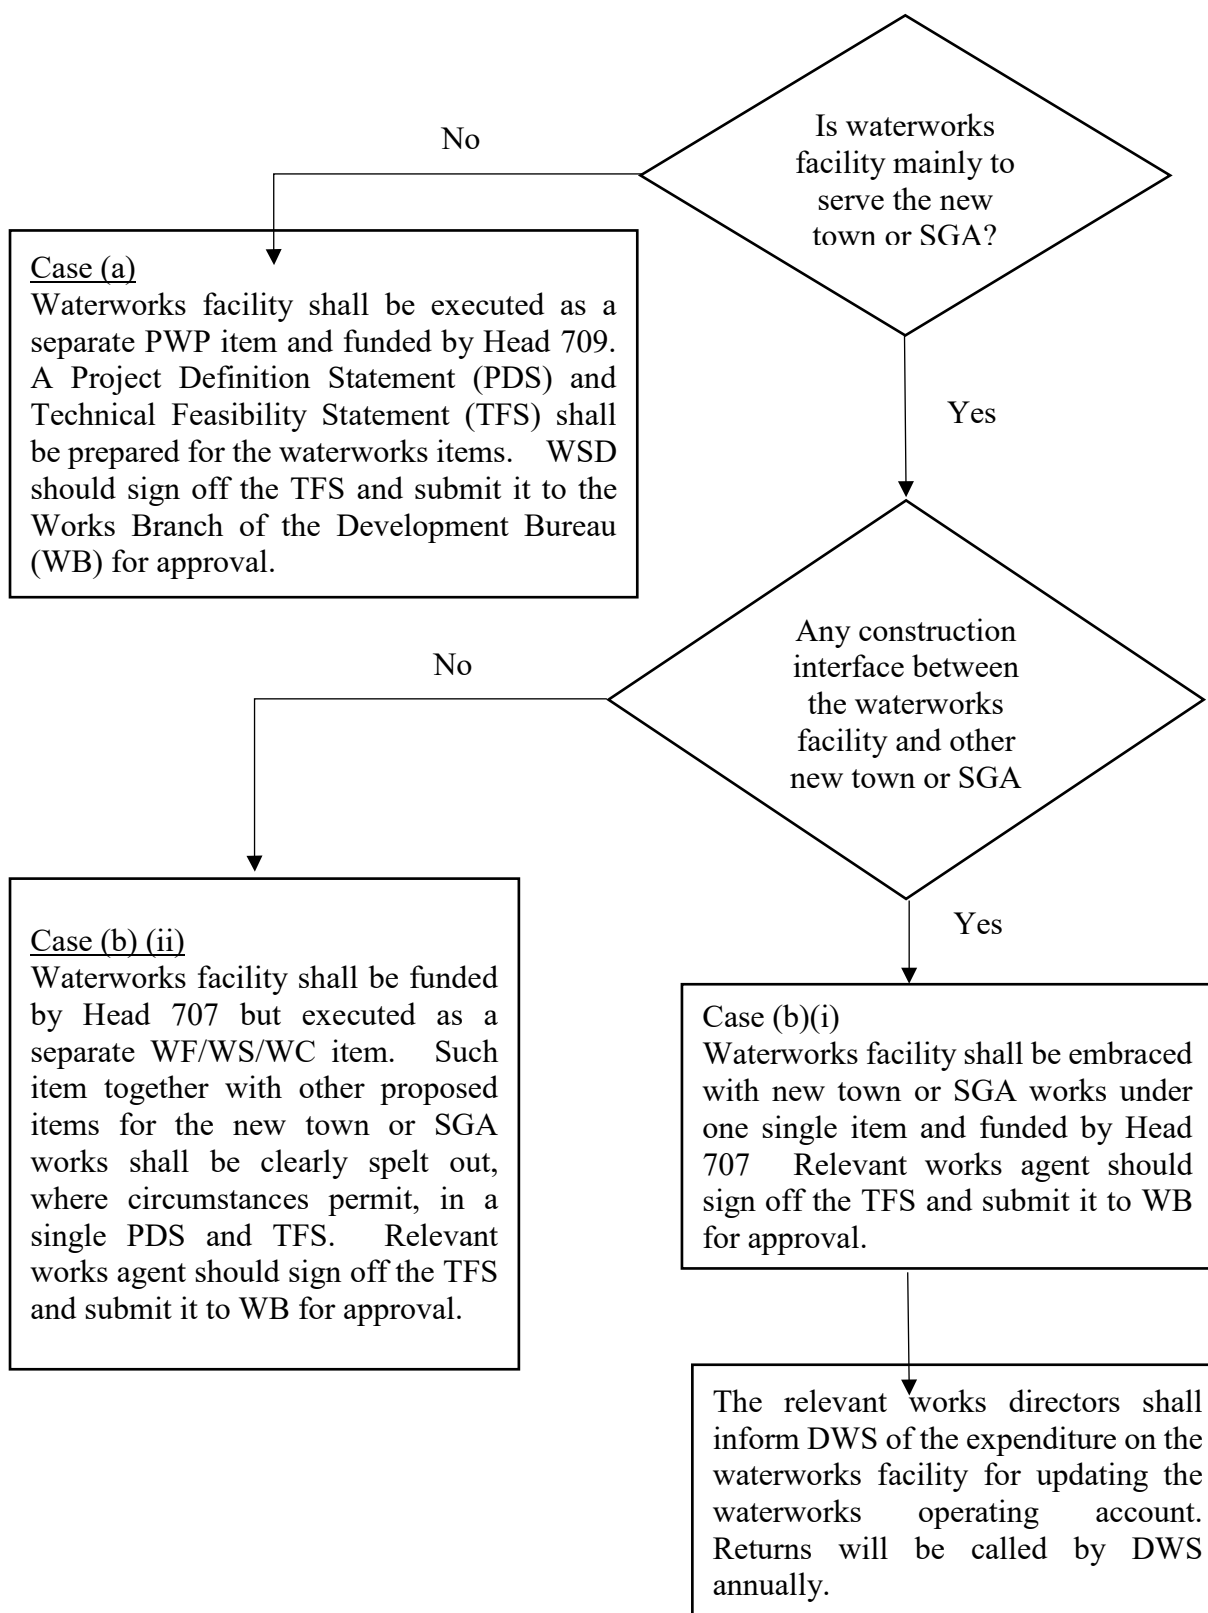 Is waterworks
facility mainly to
serve the new
town or SGA?
No
Case (a)
Waterworks facility shall be executed as a
separate PWP item and funded by Head 709.
A Project Definition Statement (PDS) and
Technical Feasibility Statement (TFS) shall
be prepared for the waterworks items. WSD
should sign off the TFS and submit it to the
Works Branch of the Development Bureau
(WB) for approval.
Yes
Any construction
interface between
the waterworks
facility and other
new town or SGA
No
Case (b) (ii)
Waterworks facility shall be funded
by Head 707 but executed as a
separate WF/WS/WC item. Such
item together with other proposed
items for the new town or SGA
works shall be clearly spelt out,
where circumstances permit, in a
single PDS and TFS. Relevant
works agent should sign off the TFS
and submit it to WB for approval.
Yes
Case (b)(i)
Waterworks facility shall be embraced
with new town or SGA works under
one single item and funded by Head
707 Relevant works agent should
sign off the TFS and submit it to WB
for approval.
The relevant works directors shall
inform DWS of the expenditure on the
waterworks facility for updating the
waterworks operating account.
Returns will be called by DWS
annually.